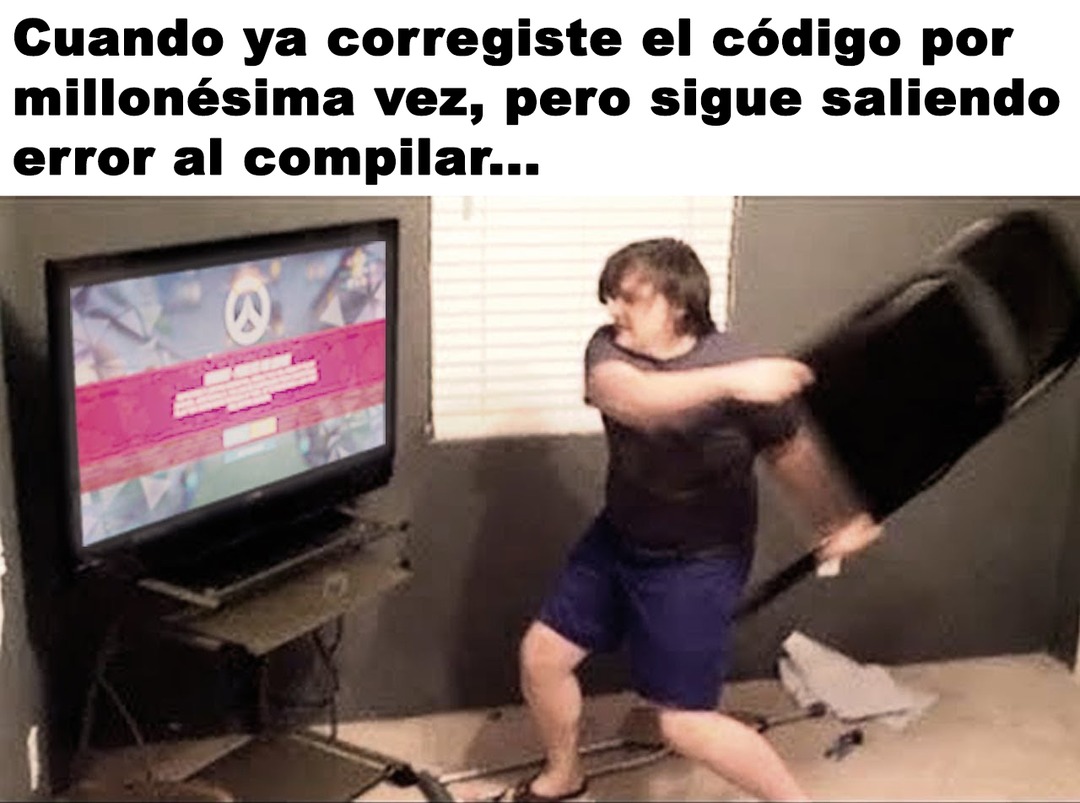 Cuando ya corregiste el código por
millonésima vez, pero sigue saliendo
error al compilar...